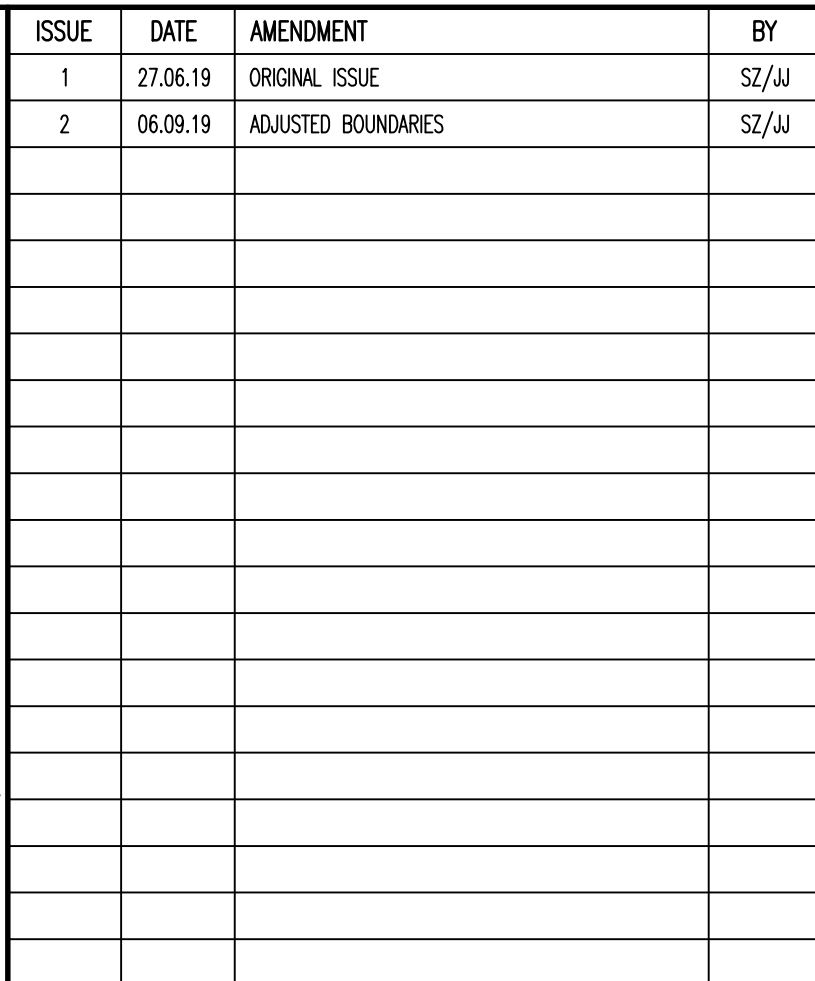 ISSUE DATE AMENDMENT BY
1 27.06.19 ORIGINAL ISSUE SZ/JJ
2 06.09.19 ADJUSTED BOUNDARIES SZ/JJ